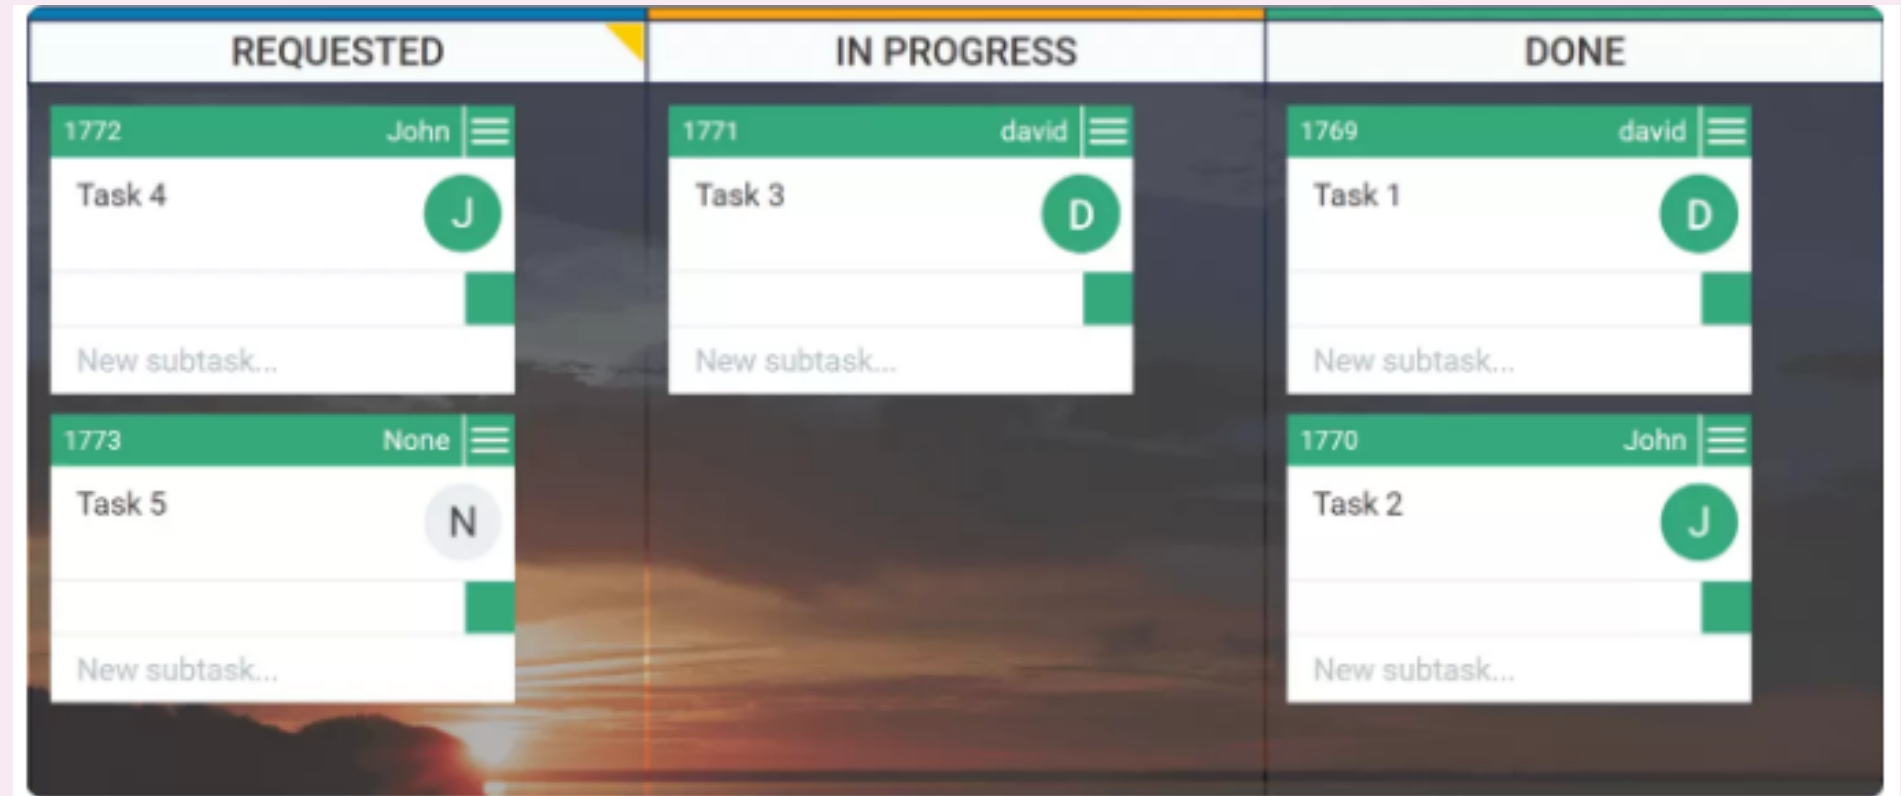 REQUESTED
1772 John
Task 4
J
New subtask...
1773 None
Task 5
N
New subtask...
IN PROGRESS
1771 david
Task 3
D
New subtask...
DONE
1769 david
Task 1
D
New subtask...
1770 John
Task 2
J
New subtask...